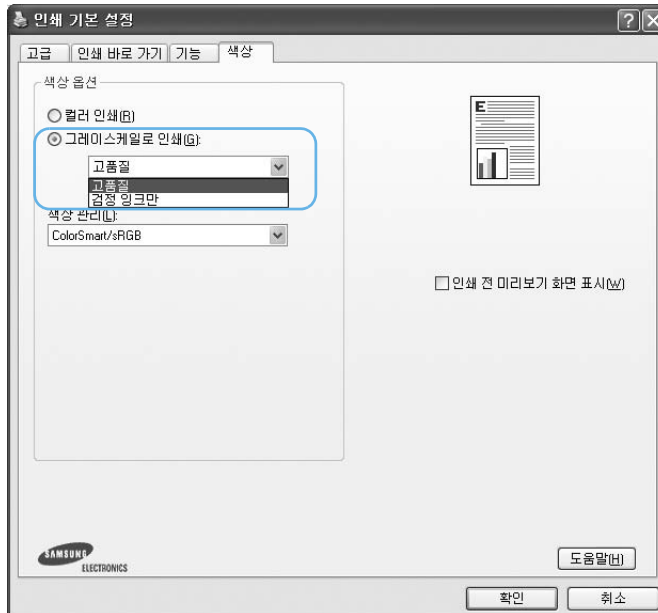 인쇄 기본 설정
고급 인쇄 바로 가기 기능 색상
색상 옵션
컬러 인쇄(R)
그레이스케일로 인쇄(G):
고품질
고품질
검정 잉크만
색상 관리(L):
ColorSmart/sRGB
E
인쇄 전 미리보기 화면 표시(W)
SAMSUNG
ELECTRONICS
도움말(H)
확인 취소